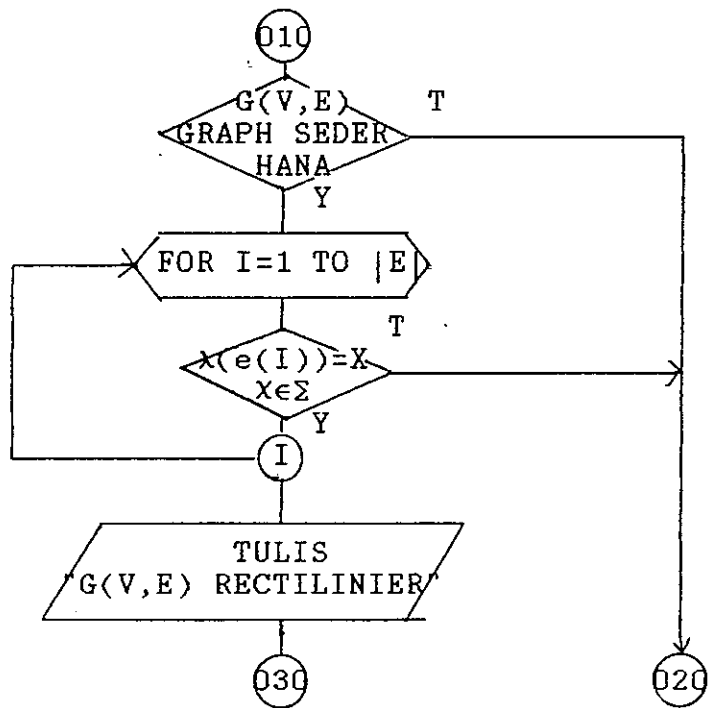 010
G(V,E)
T
GRAPH SEDER
HANA
Y
FOR I=1 TO |E|
T
λ(e(I))=X
X∈Σ
Y
I
TULIS
"G(V,E) RECTILINIER"
030
020